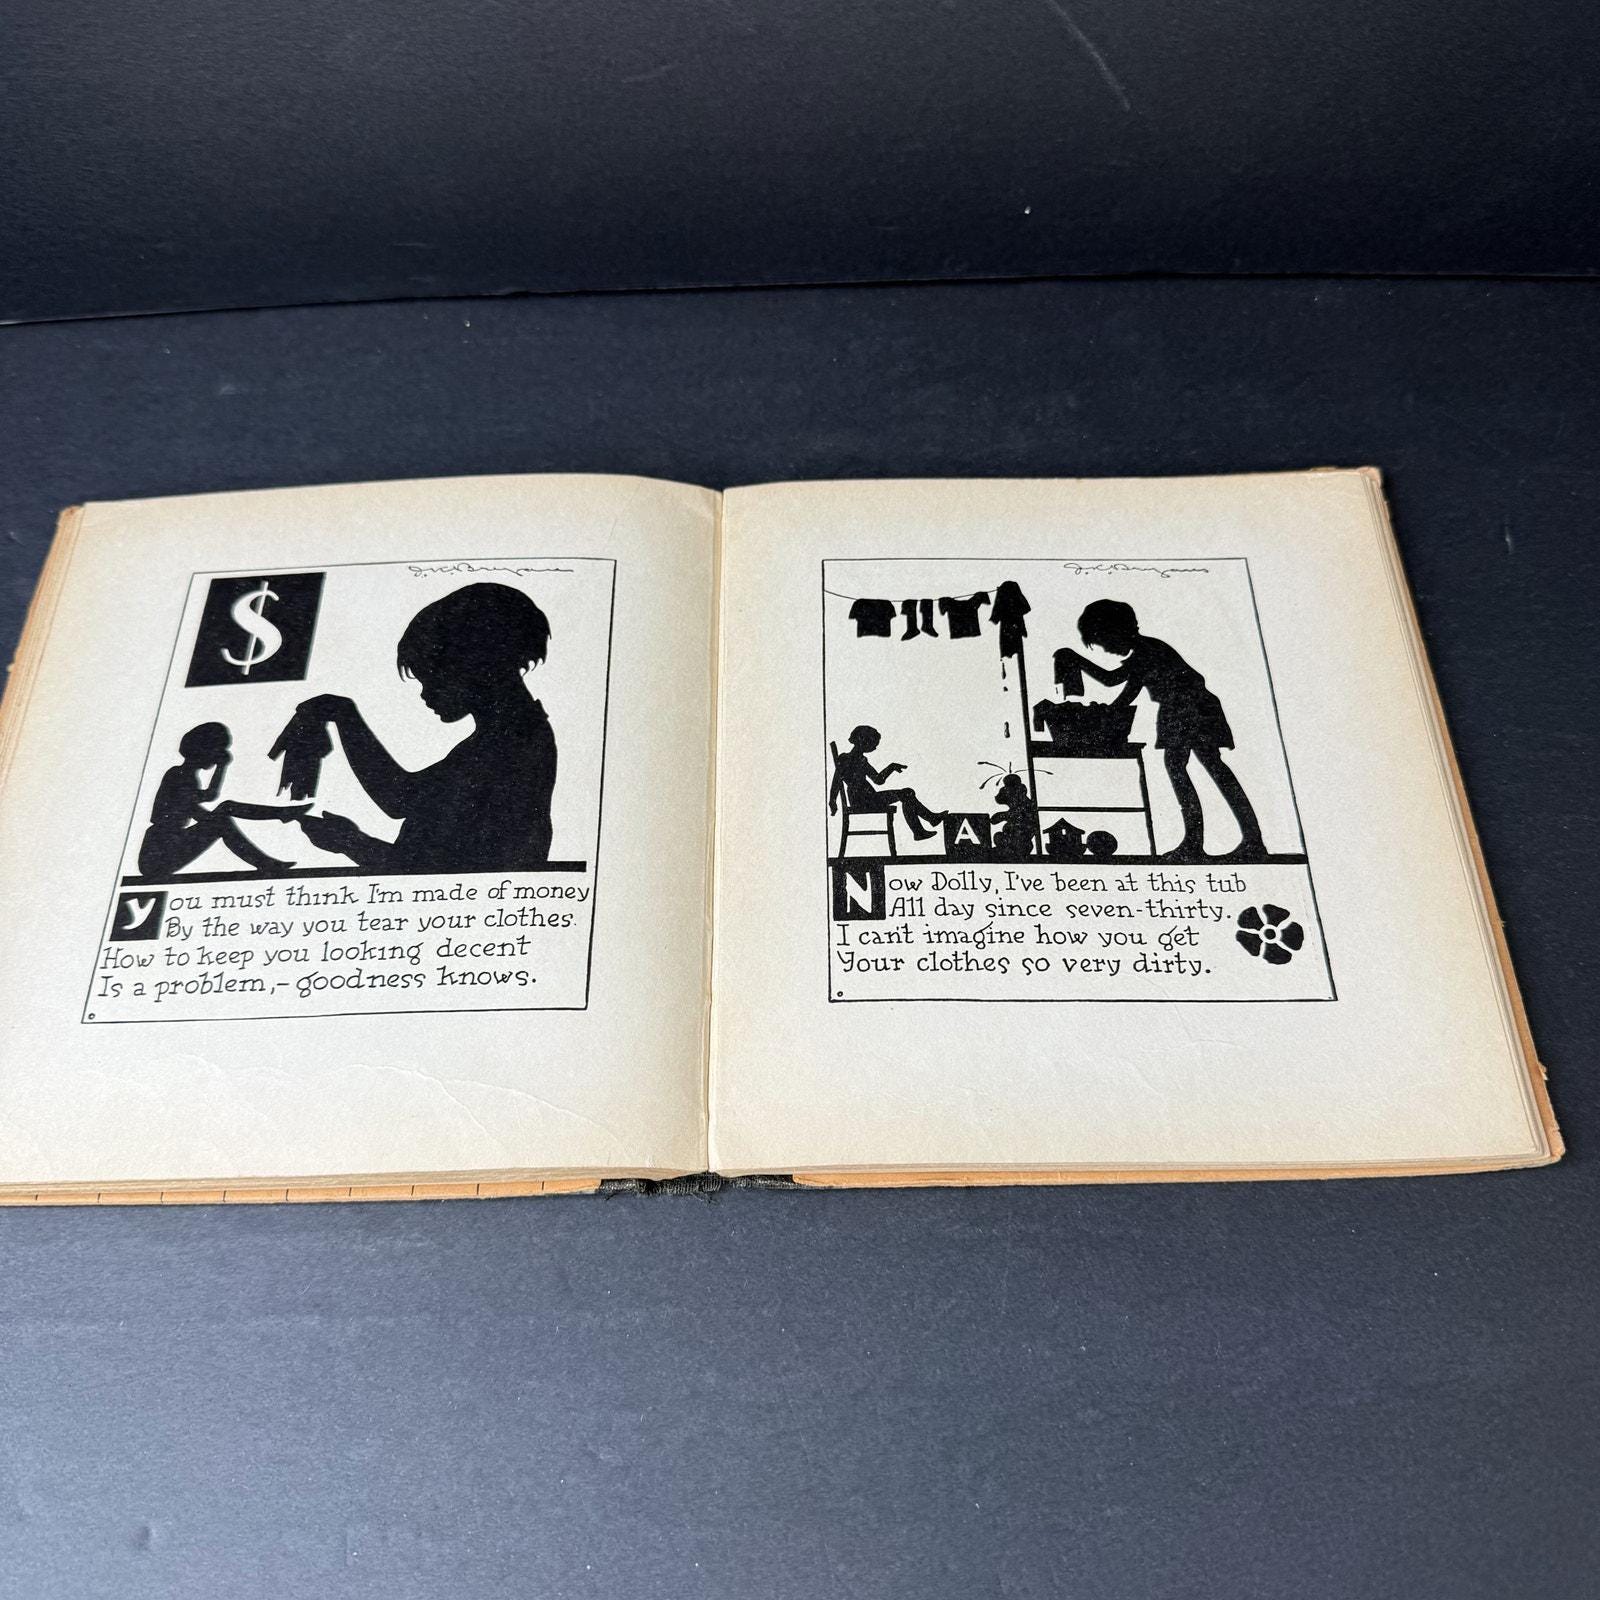 J.K. Bryans
$
You must think I'm made of money
By the way you tear your clothes.
How to keep you looking decent
Is a problem,- goodness knows.
J.K. Bryans
A
Now Dolly, I've been at this tub
All day since seven-thirty.
I can't imagine how you get
Your clothes so very dirty.